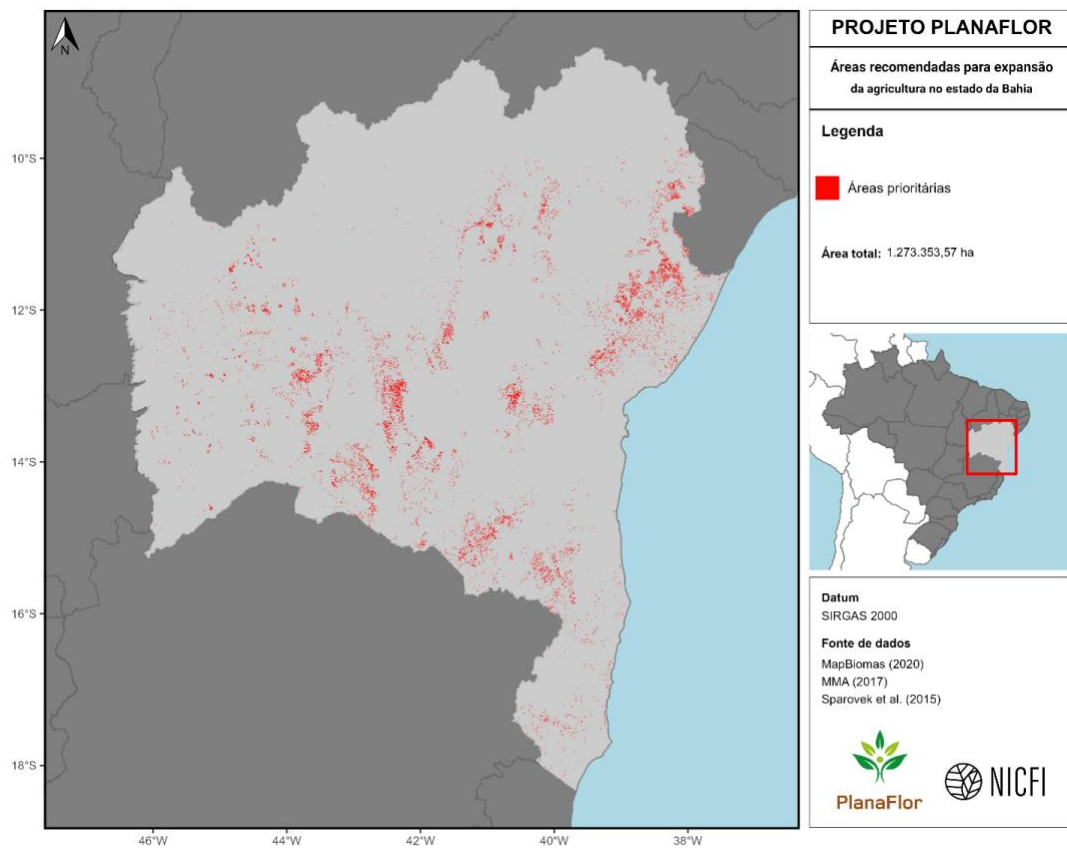 N
10°S
12°S
14°S
16°S
18°S
46°W
44°W
42°W
40°W
38°W
PROJETO PLANAFLOR
Áreas recomendadas para expansão
da agricultura no estado da Bahia
Legenda
Áreas prioritárias
Área total: 1.273.353,57 ha
Datum
SIRGAS 2000
Fonte de dados
MapBiomas (2020)
MMA (2017)
Sparovek et al. (2015)
PlanaFlor
NICFI